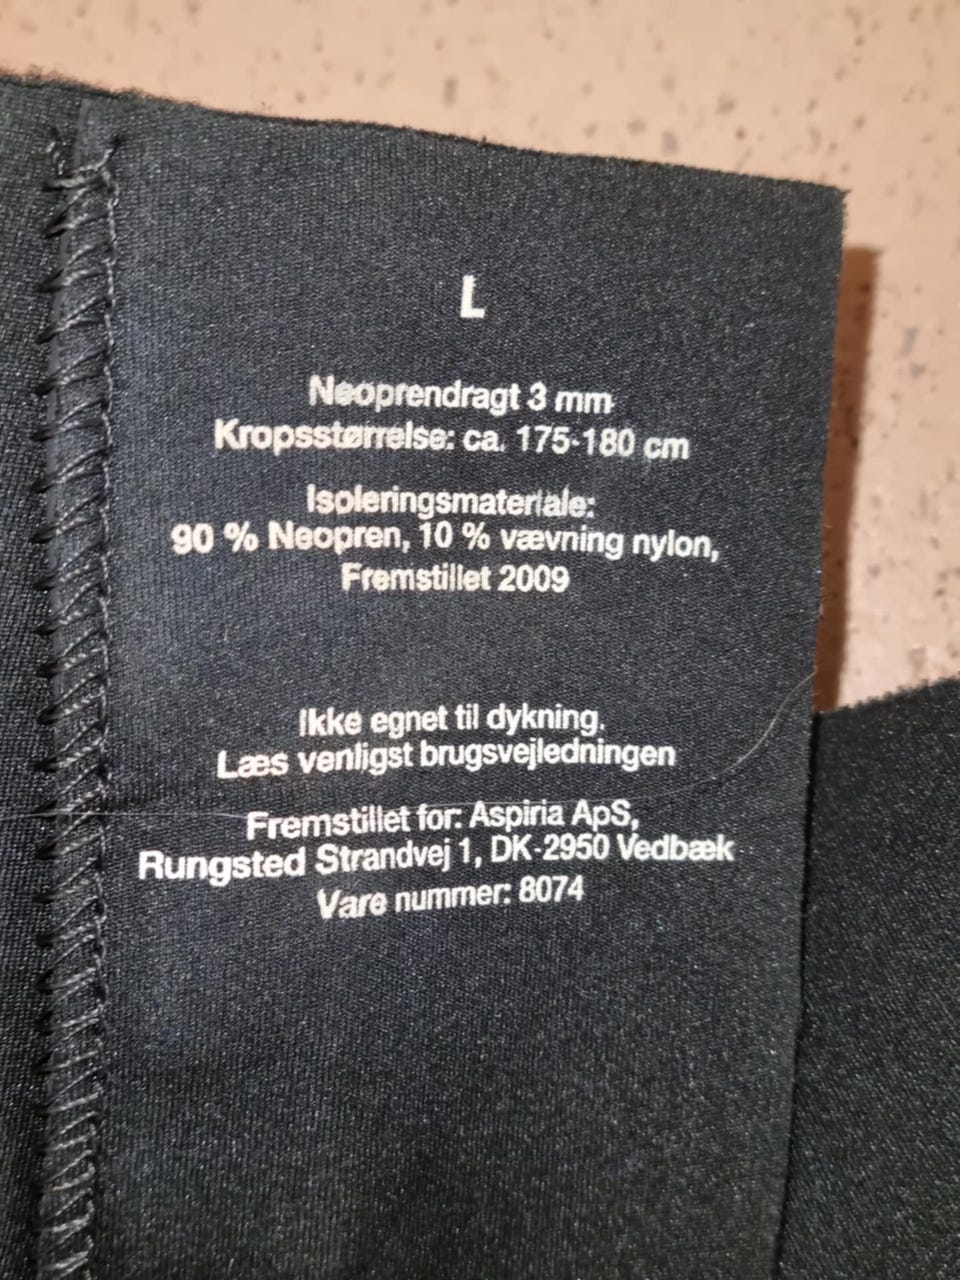 L
Neoprendragt 3 mm
Kropsstørrelse: ca. 175-180 cm
Isoleringsmateriale:
90 % Neopren, 10 % vævning nylon,
Fremstillet 2009
Ikke egnet til dykning.
Læs venligst brugsvejledningen
Fremstillet for: Aspiria ApS,
Rungsted Strandvej 1, DK-2950 Vedbæk
Vare nummer: 8074